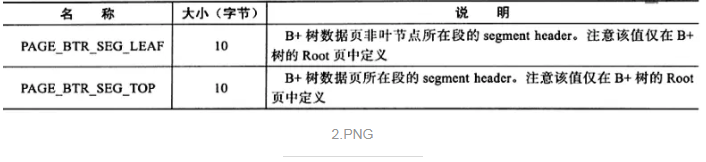 名 称 大小（字节） 说 明
PAGE_BTR_SEG_LEAF 10 B+ 树数据页非叶节点所在段的 segment header。注意该值仅在 B+
树的 Root 页中定义
PAGE_BTR_SEG_TOP 10 B+ 树数据页所在段的 segment header。注意该值仅在 B+ 树的 Root
页中定义
2.PNG